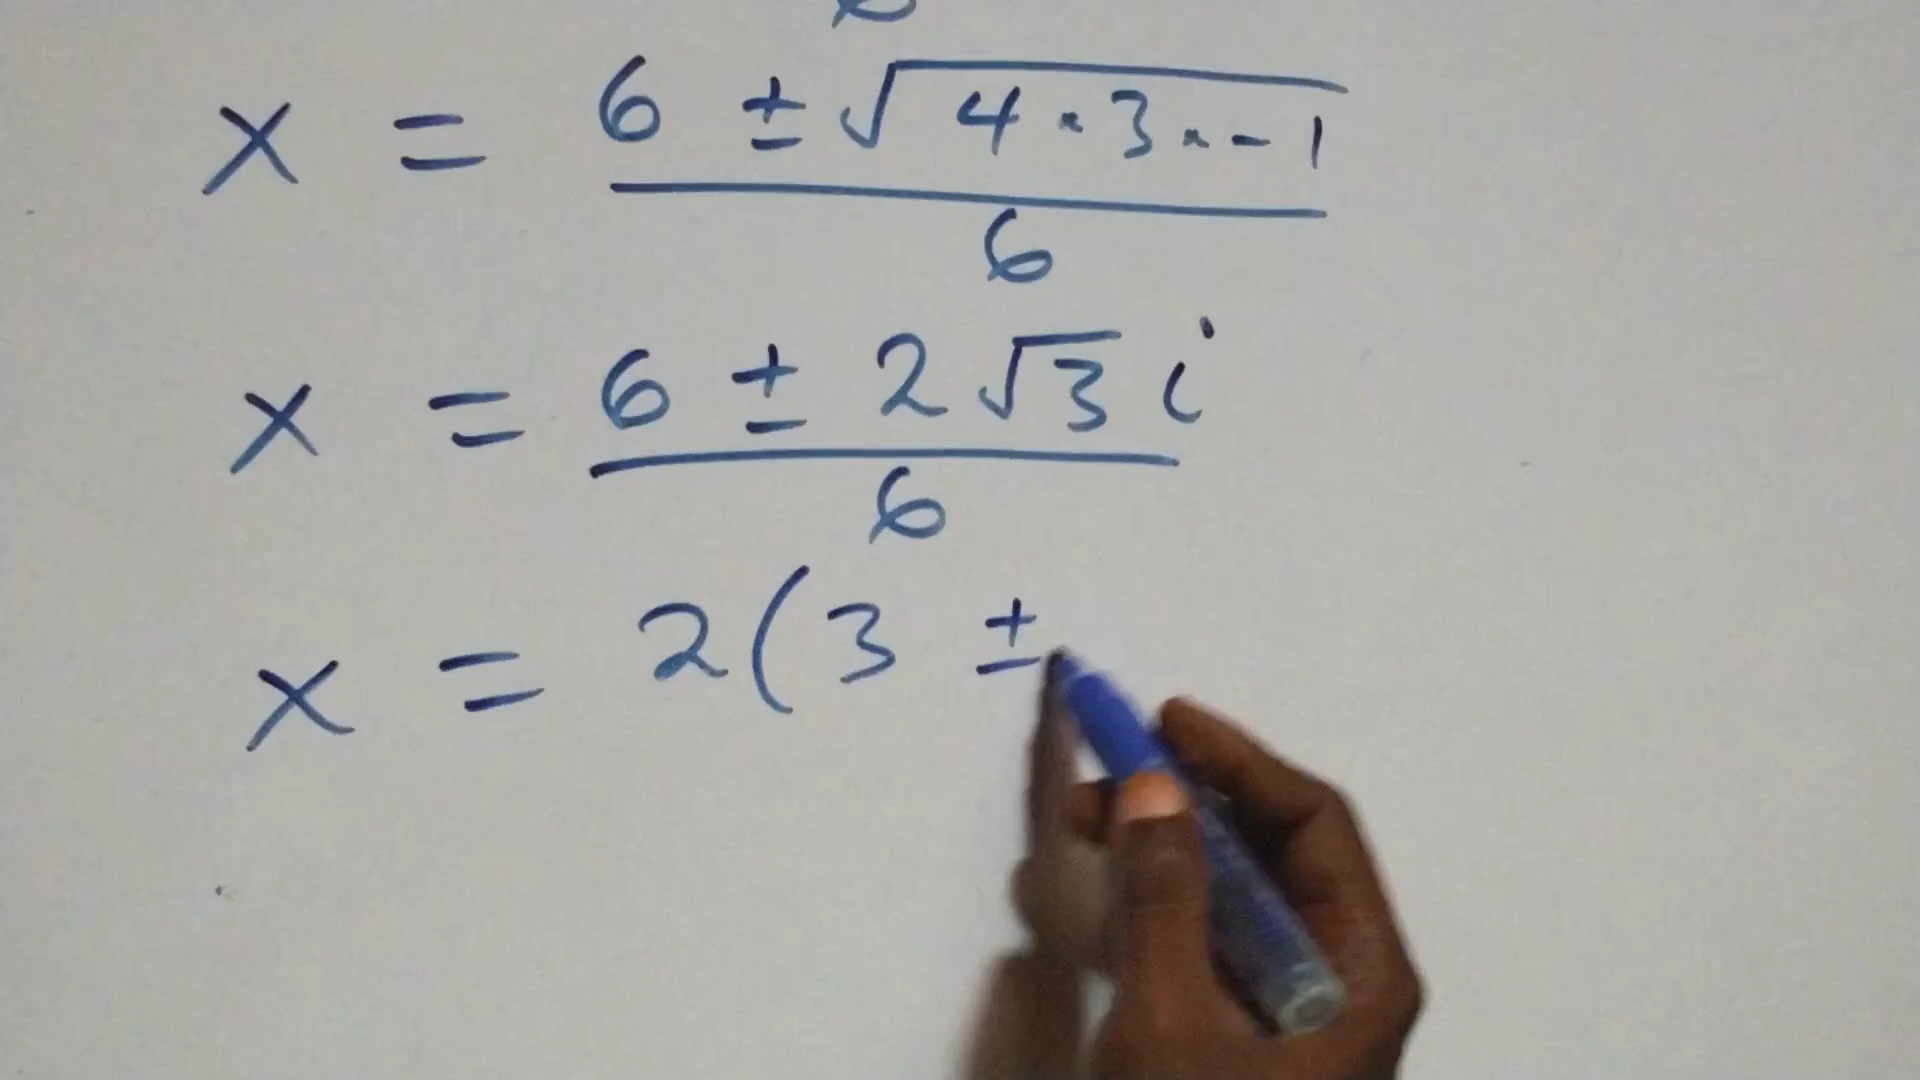 x = 6 ± √4 × 3 × - 1
6
x = 6 ± 2√3 i
6
x = 2(3 ±